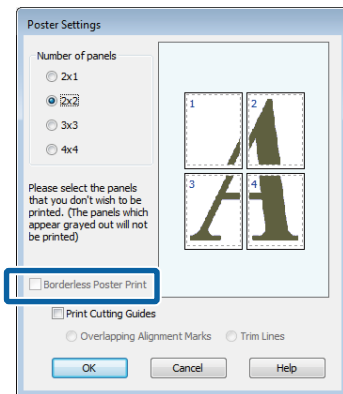 Poster Settings
Number of panels
2x1
2x2
3x3
4x4
1
2
3
4
Please select the panels
that you don't wish to be
printed. (The panels which
appear grayed out will not
be printed)
Borderless Poster Print
Print Cutting Guides
Overlapping Alignment Marks Trim Lines
OK Cancel Help